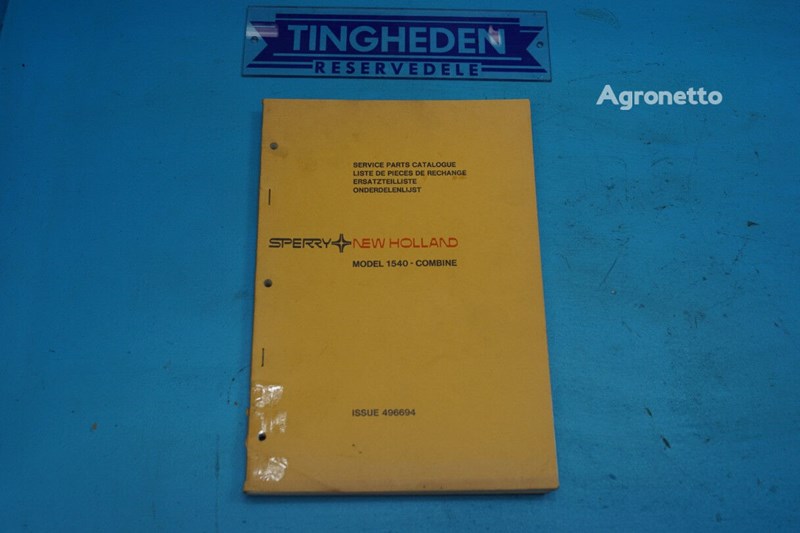 TINGHEDEN
RESERVEDELE
Agronetto
SERVICE PARTS CATALOGUE
LISTE DE PIECES DE RECHANGE
ERSATZTEILLISTE
ONDERDELENLIJST
SPERRY NEW HOLLAND
MODEL 1540 - COMBINE
ISSUE 496694